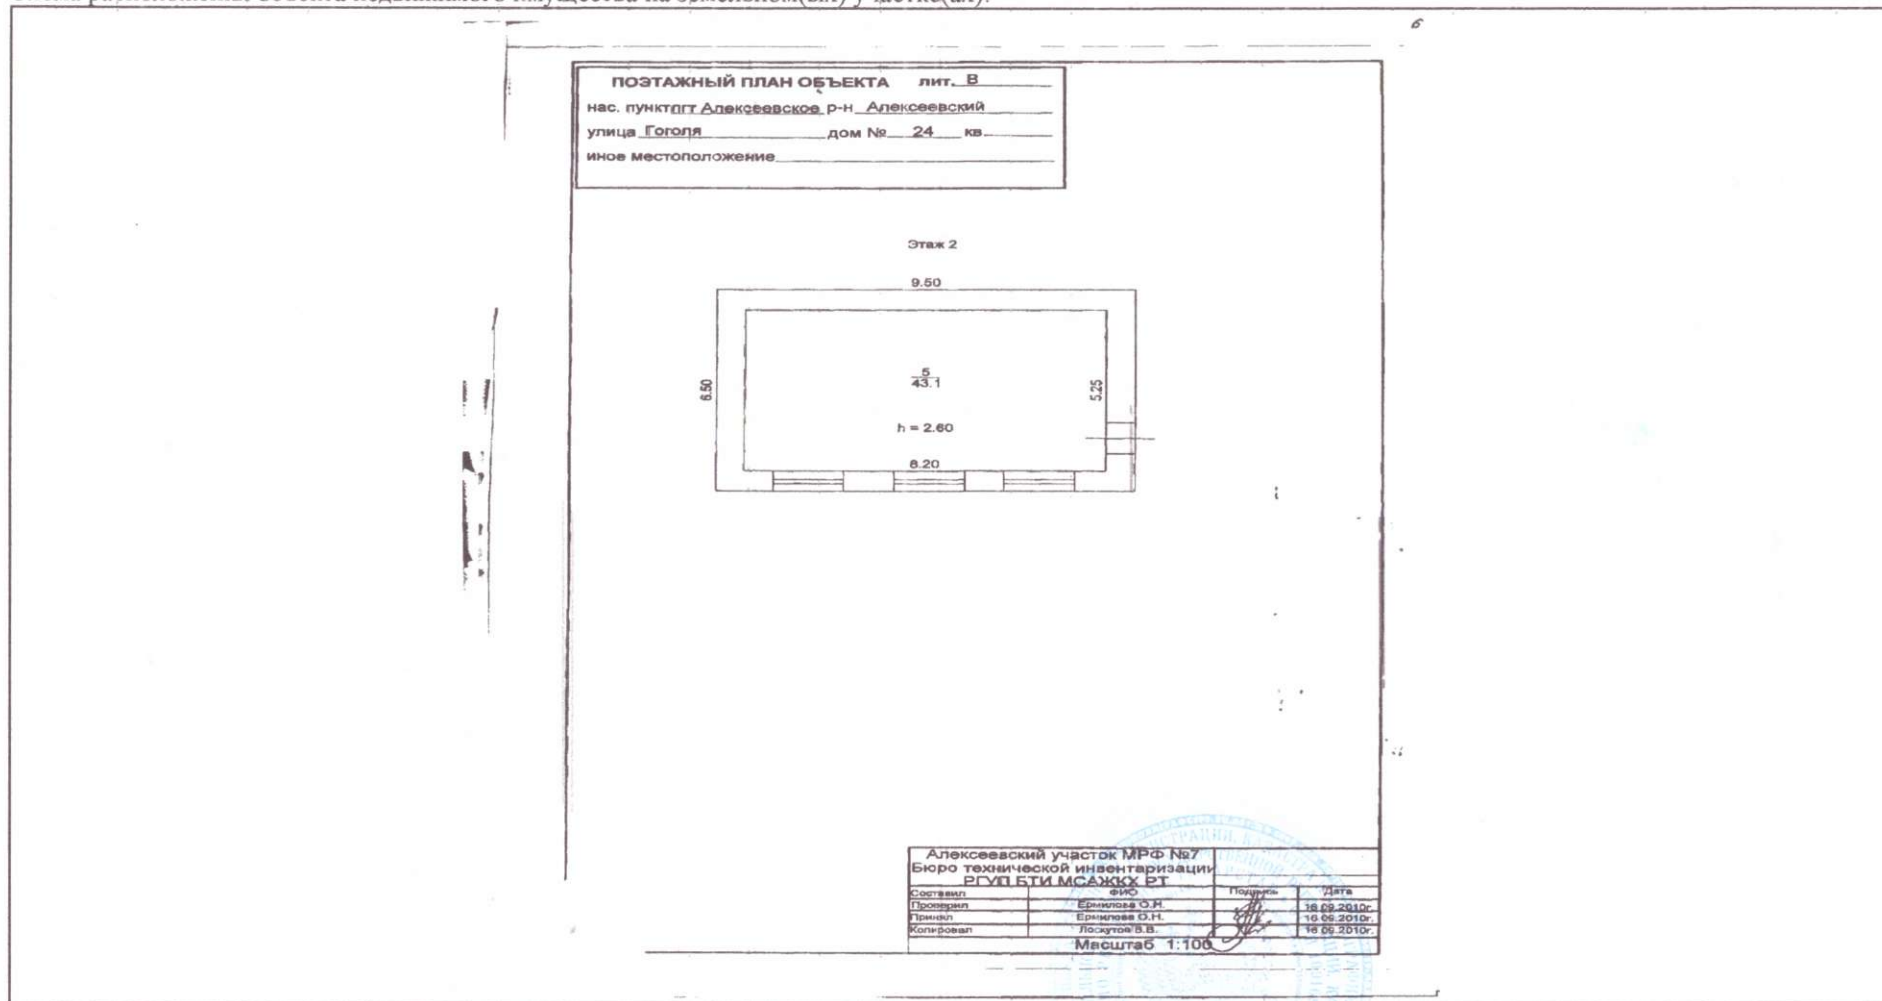 6
ПОЭТАЖНЫЙ ПЛАН ОБЪЕКТА лит. В
нас. пункт пгт Алексеевское р-н Алексеевский
улица Гоголя дом № 24 кв.
иное местоположение
Этаж 2
9.50
6.50
5
43.1
5.25
h = 2.60
8.20
Алексеевский участок МРФ №7
Бюро технической инвентаризации
РГУП БТИ МСАЖКХ РТ
Составил ФИО Подпись Дата
Проверил Ермилова О.Н. 16.09.2010г.
Принял Ермилова О.Н. 16.09.2010г.
Копировал Лоскутов В.В. 16.09.2010г.
Масштаб 1:100